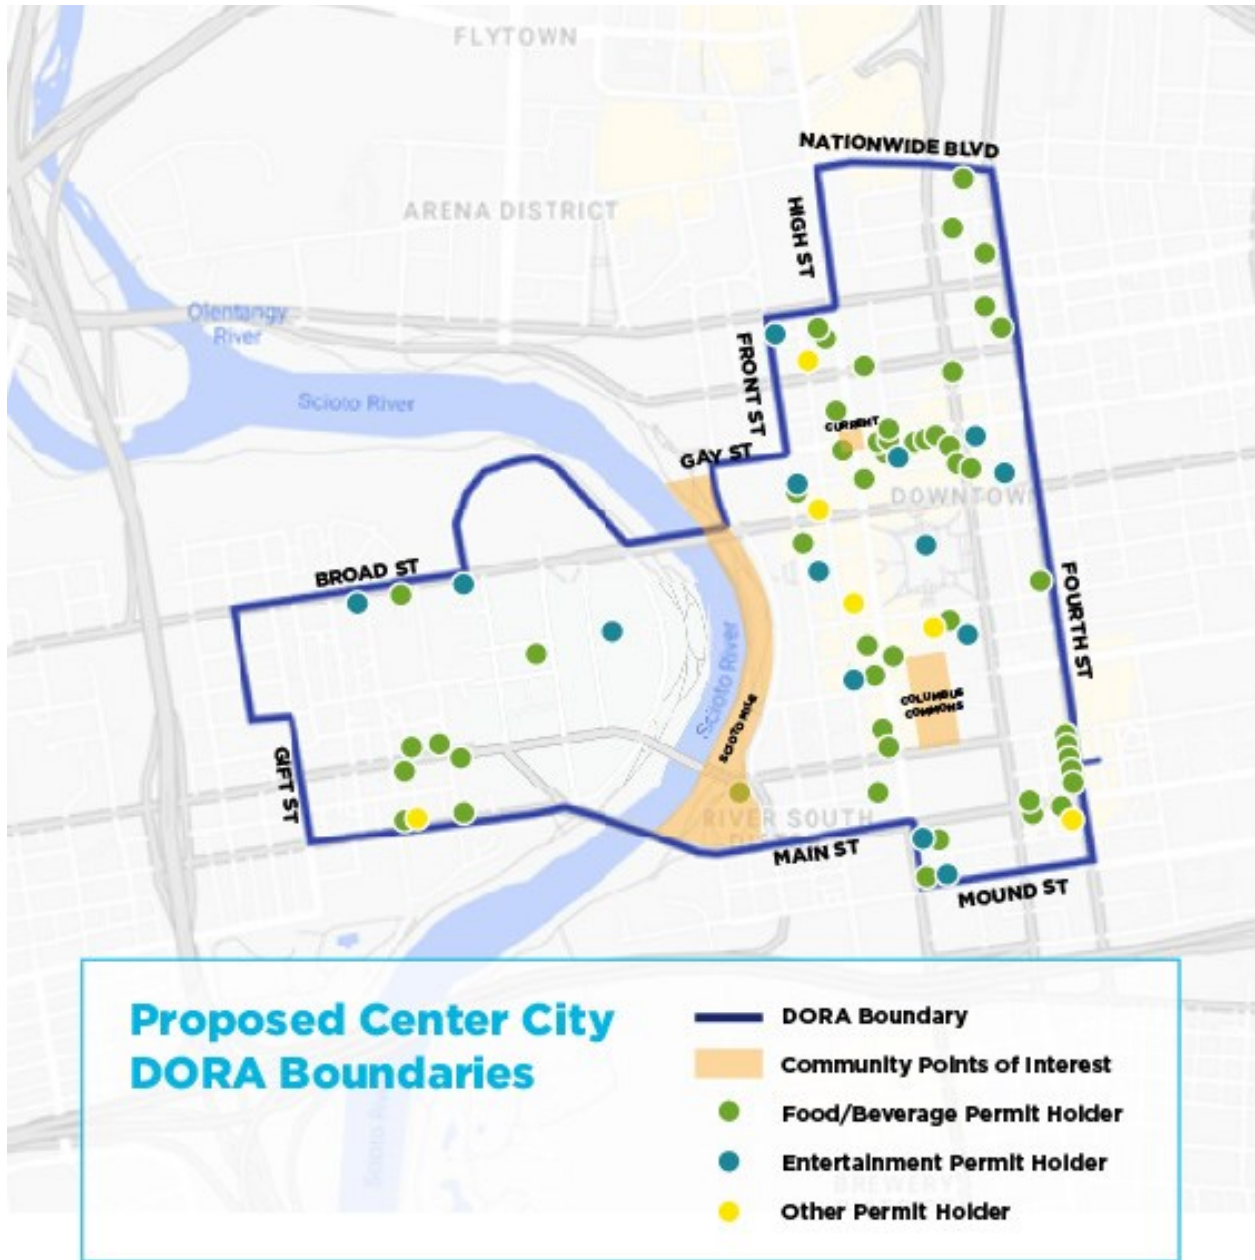 FLYTOWN
NATIONWIDE BLVD
ARENA DISTRICT
HIGH ST
Olentangy
River
FRONT ST
Scioto River
CURRENT
GAY ST
DOWNTOWN
BROAD ST
FOURTH ST
Scioto River
SCIOTO MILE
COLUMBUS
COMMONS
GIFT ST
RIVER SOUTH
MAIN ST
MOUND ST
Proposed Center City
DORA Boundaries
DORA Boundary
Community Points of Interest
Food/Beverage Permit Holder
Entertainment Permit Holder
Other Permit Holder
BREWERY